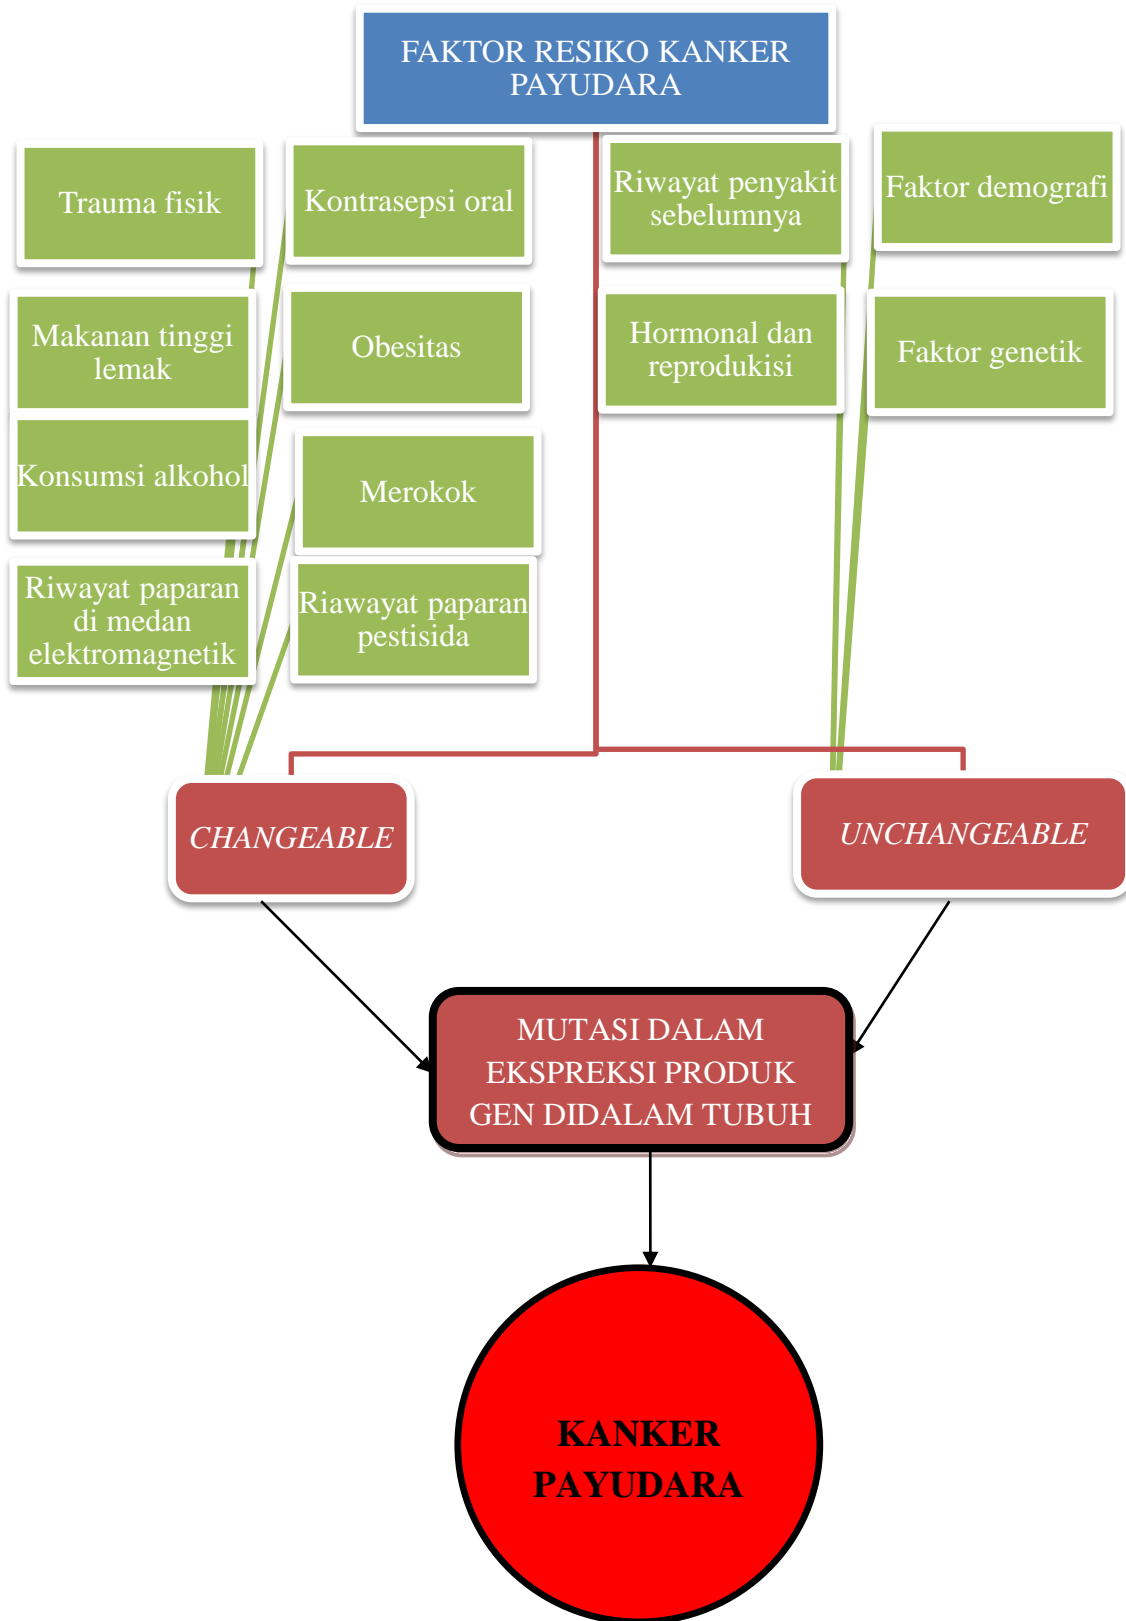 FAKTOR RESIKO KANKER
PAYUDARA
Trauma fisik
Kontrasepsi oral
Riwayat penyakit
sebelumnya
Faktor demografi
Makanan tinggi
lemak
Obesitas
Hormonal dan
reprodukisi
Faktor genetik
Konsumsi alkohol
Merokok
Riwayat paparan
di medan
elektromagnetik
Riawayat paparan
pestisida
CHANGEABLE
UNCHANGEABLE
MUTASI DALAM
EKSPREKSI PRODUK
GEN DIDALAM TUBUH
KANKER
PAYUDARA